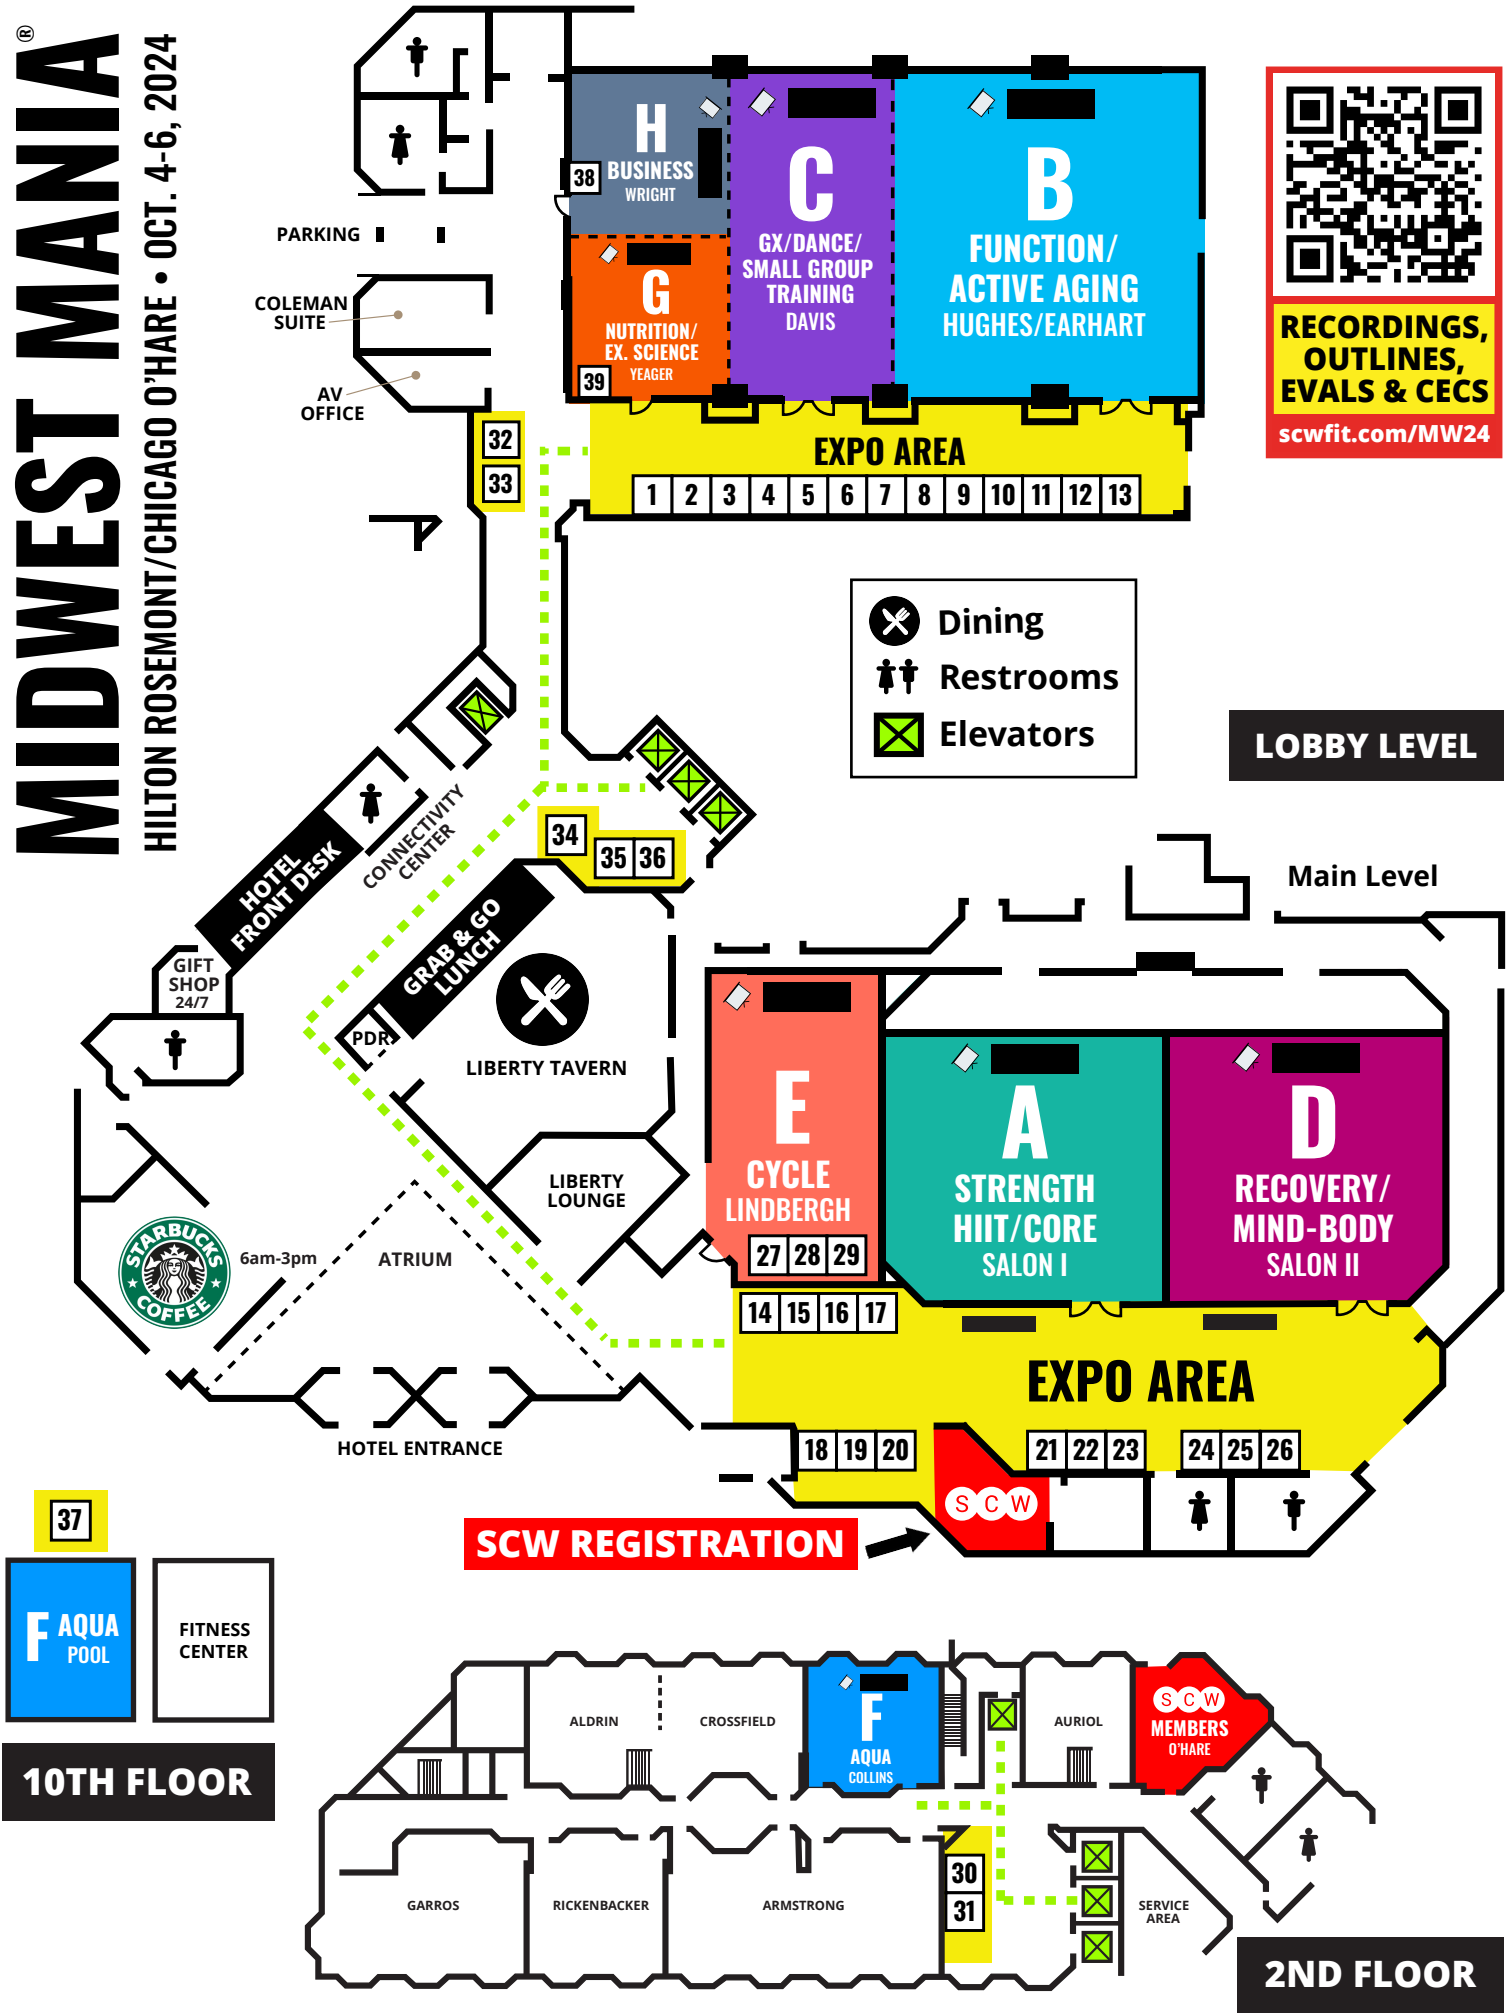 MIDWEST MANIA®
HILTON ROSEMONT/CHICAGO O'HARE • OCT. 4-6, 2024
H
BUSINESS
WRIGHT
38
G
NUTRITION/
EX. SCIENCE
YEAGER
39
C
GX/DANCE/
SMALL GROUP
TRAINING
DAVIS
B
FUNCTION/
ACTIVE AGING
HUGHES/EARHART
RECORDINGS,
OUTLINES,
EVALS & CECS
scwfit.com/MW24
PARKING
COLEMAN
SUITE
AV
OFFICE
32
33
EXPO AREA
1 2 3 4 5 6 7 8 9 10 11 12 13
Dining
Restrooms
Elevators
LOBBY LEVEL
Main Level
CONNECTIVITY
CENTER
34
35 36
HOTEL
FRONT DESK
GRAB & GO
LUNCH
GIFT
SHOP
24/7
PDR
LIBERTY TAVERN
LIBERTY
LOUNGE
STARBUCKS
COFFEE
6am-3pm
ATRIUM
HOTEL ENTRANCE
E
CYCLE
LINDBERGH
27 28 29
A
STRENGTH
HIIT/CORE
SALON I
D
RECOVERY/
MIND-BODY
SALON II
14 15 16 17
EXPO AREA
18 19 20
21 22 23
24 25 26
SCW
SCW REGISTRATION
37
F AQUA
POOL
FITNESS
CENTER
10TH FLOOR
ALDRIN
CROSSFIELD
F
AQUA
COLLINS
AURIOL
SCW
MEMBERS
O'HARE
GARROS
RICKENBACKER
ARMSTRONG
30
31
SERVICE
AREA
2ND FLOOR